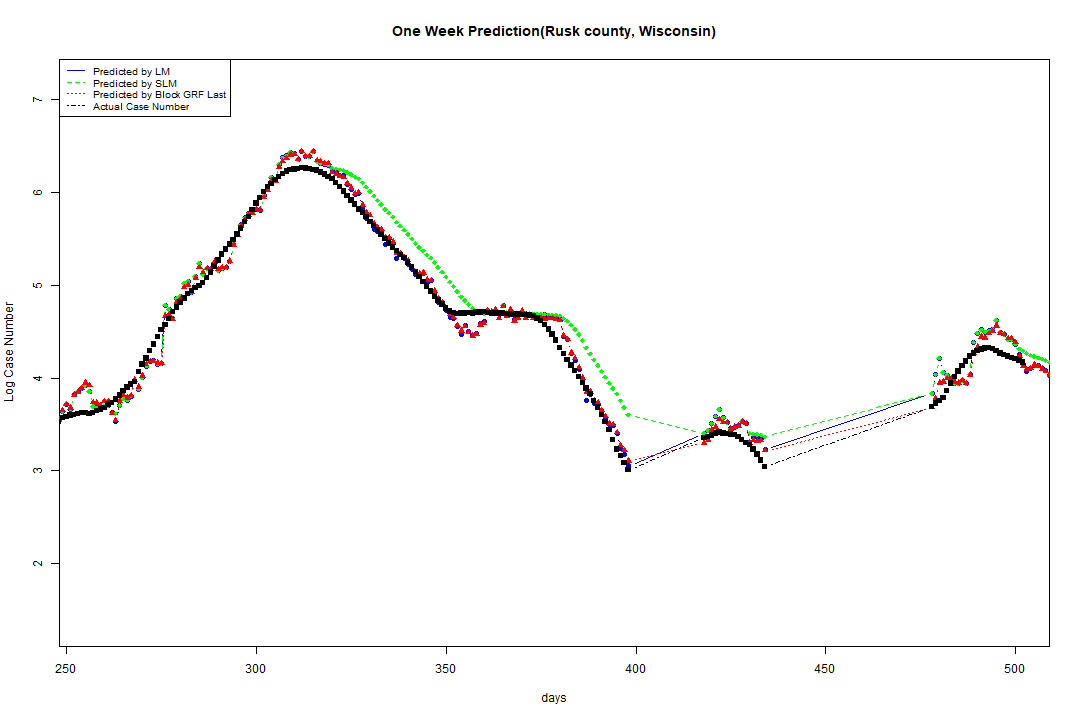 One Week Prediction(Rusk county, Wisconsin)
Predicted by LM
Predicted by SLM
Predicted by Block GRF Last
Actual Case Number
Log Case Number
7
6
5
4
3
2
250 300 350 400 450 500
days